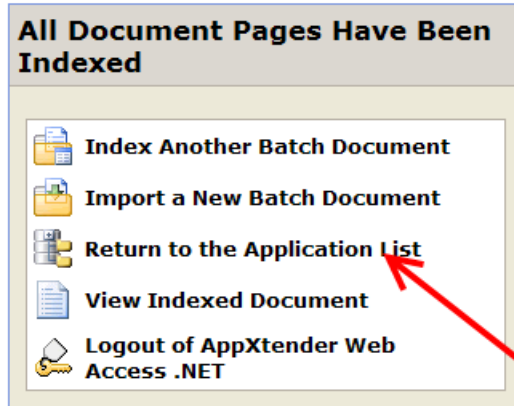 All Document Pages Have Been
Indexed
Index Another Batch Document
Import a New Batch Document
Return to the Application List
View Indexed Document
Logout of AppXtender Web
Access .NET